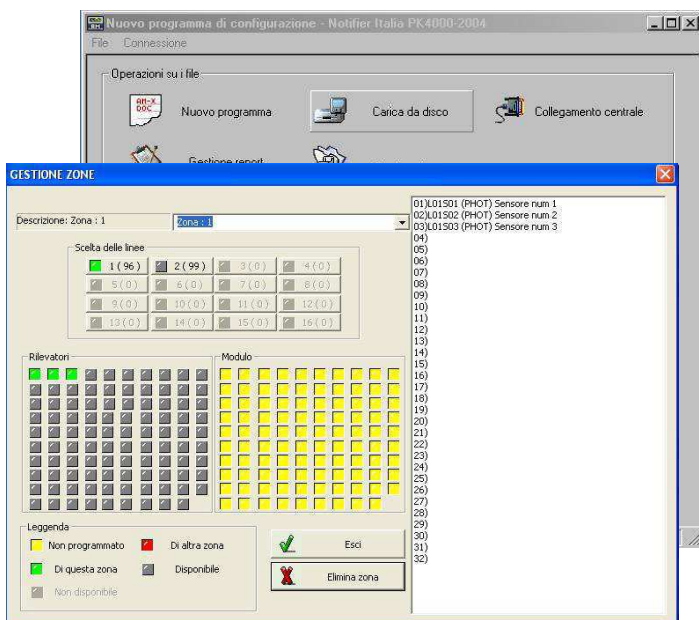 Nuovo programma di configurazione - Notifier Italia PK4000-2004
File Connessione
Operazioni su i file
AM-X
DOC
Nuovo programma
Carica da disco
Collegamento centrale
Gestione report
GESTIONE ZONE
Descrizione: Zona : 1
Zona : 1
Scelta delle linee
1 ( 96 ) 2 ( 99 ) 3 ( 0 ) 4 ( 0 )
5 ( 0 ) 6 ( 0 ) 7 ( 0 ) 8 ( 0 )
9 ( 0 ) 10 ( 0 ) 11 ( 0 ) 12 ( 0 )
13 ( 0 ) 14 ( 0 ) 15 ( 0 ) 16 ( 0 )
Rilevatori
Modulo
Leggenda
Non programmato
Di altra zona
Di questa zona
Disponibile
Non disponibile
Esci
Elimina zona
01)L01S01 (PHOT) Sensore num 1
02)L01S02 (PHOT) Sensore num 2
03)L01S03 (PHOT) Sensore num 3
04)
05)
06)
07)
08)
09)
10)
11)
12)
13)
14)
15)
16)
17)
18)
19)
20)
21)
22)
23)
24)
25)
26)
27)
28)
29)
30)
31)
32)